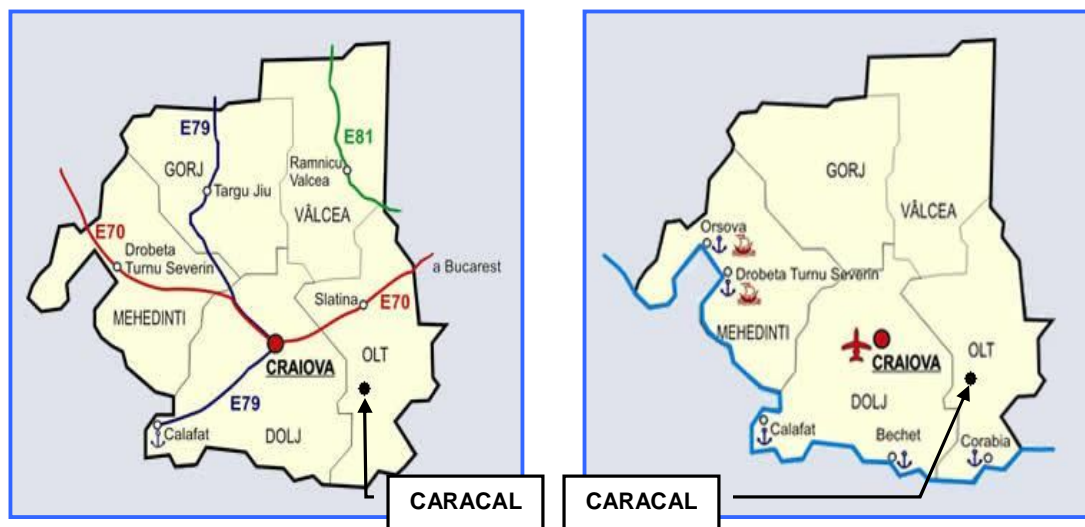 E79
E81
GORJ
Ramnicu
Valcea
Targu Jiu
VÂLCEA
E70
Drobeta
Turnu Severin
a Bucarest
Slatina
E70
MEHEDINTI
CRAIOVA
OLT
E79
Calafat
DOLJ
CARACAL
GORJ
VÂLCEA
Orsova
Drobeta Turnu Severin
MEHEDINTI
CRAIOVA
OLT
DOLJ
Calafat
Bechet
Corabia
CARACAL